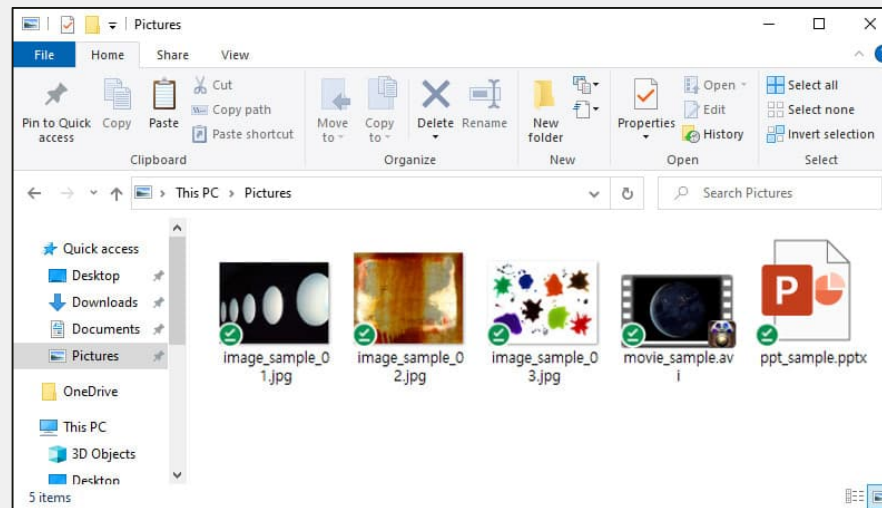 Pictures
File Home Share View
Pin to Quick access
Copy
Paste
Cut
Copy path
Paste shortcut
Clipboard
Move to
Copy to
Delete
Rename
Organize
New folder
New
Properties
Open
Edit
History
Open
Select all
Select none
Invert selection
Select
This PC > Pictures
Search Pictures
Quick access
Desktop
Downloads
Documents
Pictures
OneDrive
This PC
3D Objects
Desktop
image_sample_0
1.jpg
image_sample_0
2.jpg
image_sample_0
3.jpg
movie_sample.av
i
P
ppt_sample.pptx
5 items